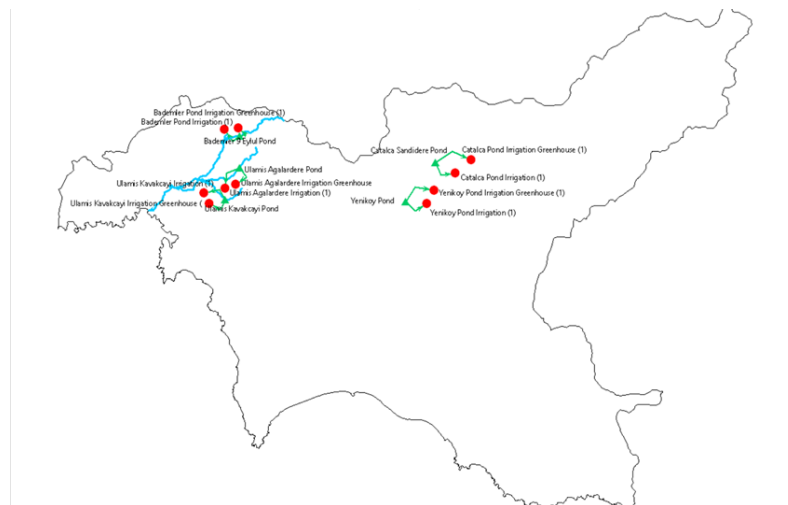 Bademler Pond Irrigation Greenhouse (1)
Bademler Pond Irrigation (1)
Bademler 9 Eylul Pond
Catalca Sandidere Pond
Catalca Pond Irrigation Greenhouse (1)
Ulamis Agalardere Pond
Catalca Pond Irrigation (1)
Ulamis Kavakcayi Irrigation (1)
Ulamis Agalardere Irrigation Greenhouse
Ulamis Agalardere Irrigation (1)
Yenikoy Pond Irrigation Greenhouse (1)
Yenikoy Pond
Ulamis Kavakcayi Irrigation Greenhouse (
Ulamis Kavakcayi Pond
Yenikoy Pond Irrigation (1)